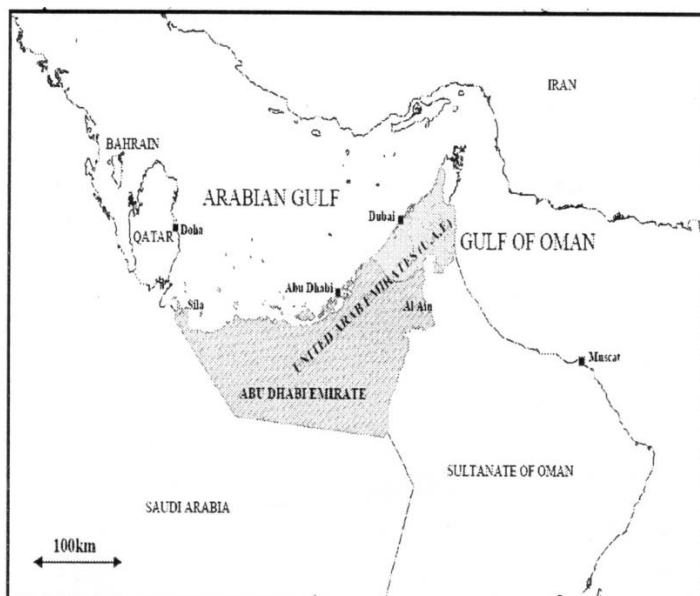 IRAN
BAHRAIN
ARABIAN GULF
Dubai
QATAR
Doha
GULF OF OMAN
UNITED ARAB EMIRATES (U.A.E)
Abu Dhabi
Sila
Al Ain
Muscat
ABU DHABI EMIRATE
SULTANATE OF OMAN
SAUDI ARABIA
100km